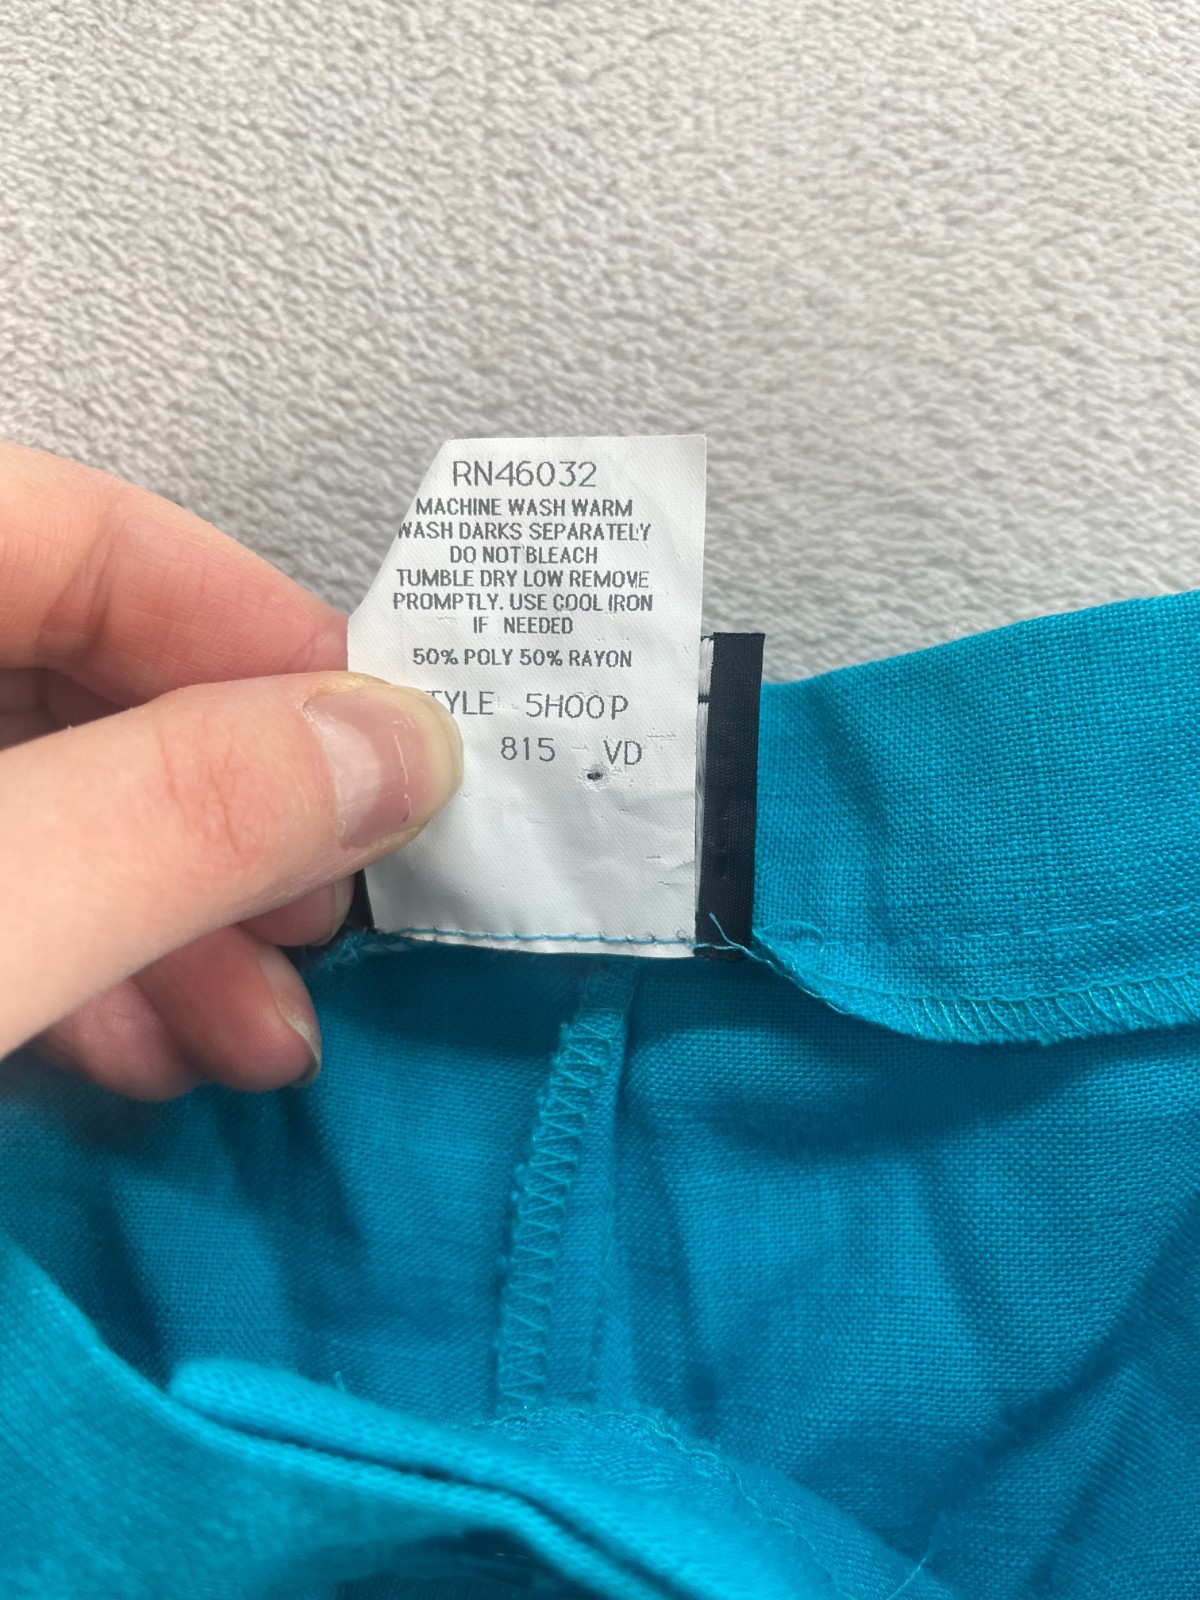 RN46032
MACHINE WASH WARM
WASH DARKS SEPARATELY
DO NOT BLEACH
TUMBLE DRY LOW REMOVE
PROMPTLY. USE COOL IRON
IF NEEDED
50% POLY 50% RAYON
TYLE 5H00P
815 VD